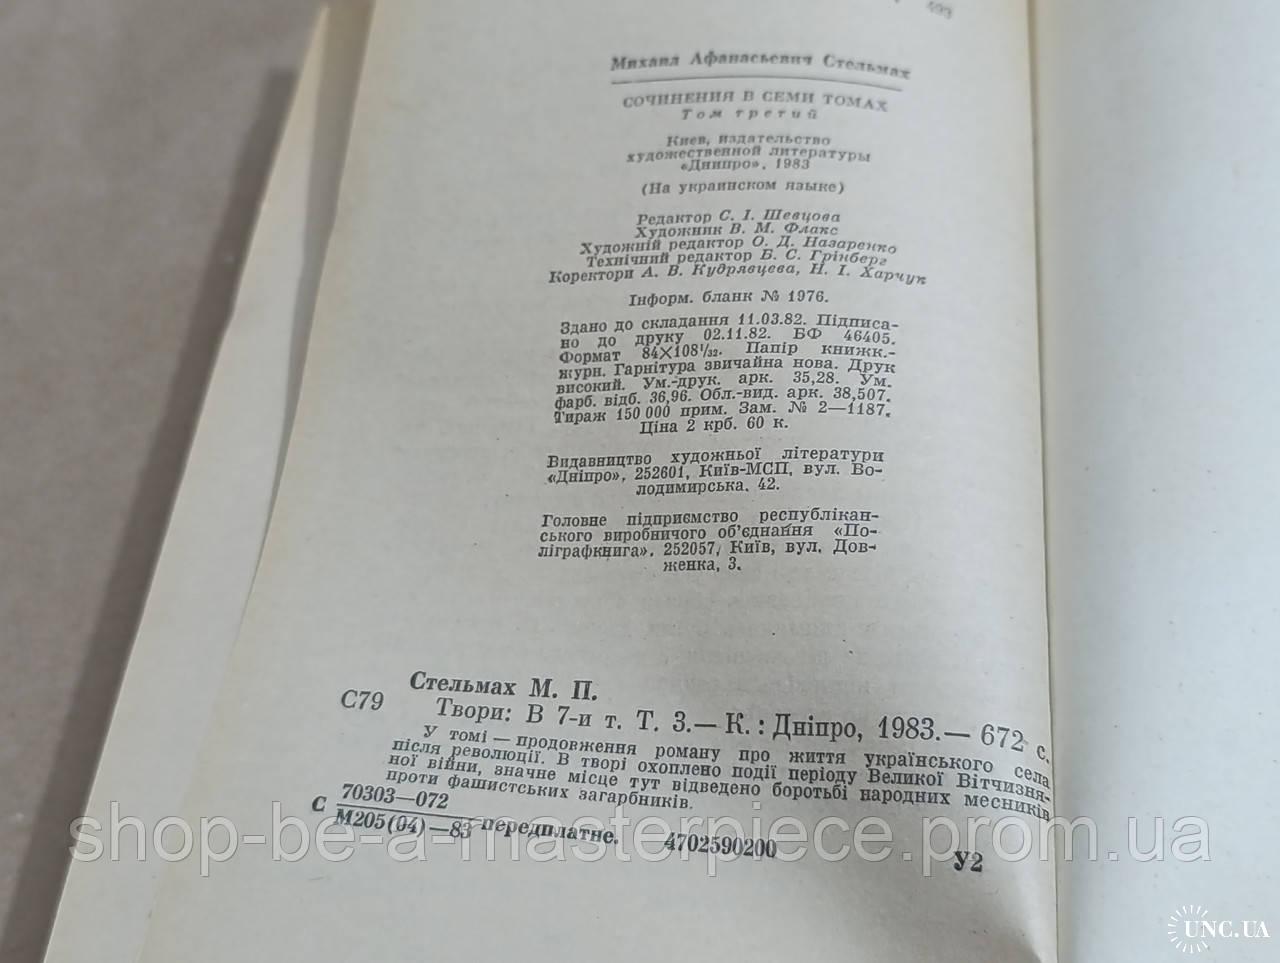 493
Михаил Афанасьевич Стельмах
СОЧИНЕНИЯ В СЕМИ ТОМАХ
Том третий
Киев, издательство
художественной литературы
«Днипро», 1983
(На украинском языке)
Редактор С. І. Шевцова
Художник В. М. Флакс
Художній редактор О. Д. Назаренко
Технічний редактор Б. С. Грінберг
Коректори А. В. Кудрявцева, Н. І. Харчук
Інформ. бланк № 1976.
Здано до складання 11.03.82. Підписа-
но до друку 02.11.82. БФ 46405.
Формат 84×108¹/₃₂. Папір книжк.-
журн. Гарнітура звичайна нова. Друк
високий. Ум.-друк. арк. 35,28. Ум.
фарб. відб. 36,96. Обл.-вид. арк. 38,507.
Тираж 150 000 прим. Зам. № 2—1187.
Ціна 2 крб. 60 к.
Видавництво художньої літератури
«Дніпро», 252601, Київ-МСП, вул. Во-
лодимирська, 42.
Головне підприємство республікан-
ського виробничого об'єднання «По-
ліграфкнига», 252057, Київ, вул. Дов-
женка, 3.
Стельмах М. П.
С79 Твори: В 7-и т. Т. 3.— К.: Дніпро, 1983.— 672 с.
У томі — продовження роману про життя українського села
після революції. В творі охоплено події періоду Великої Вітчизня-
ної війни, значне місце тут відведено боротьбі народних месників
проти фашистських загарбників.
С 70303—072
М205(04)—83 передплатне. 4702590200
У2
shop-be-a-masterpiece.prom.ua
UNC.UA